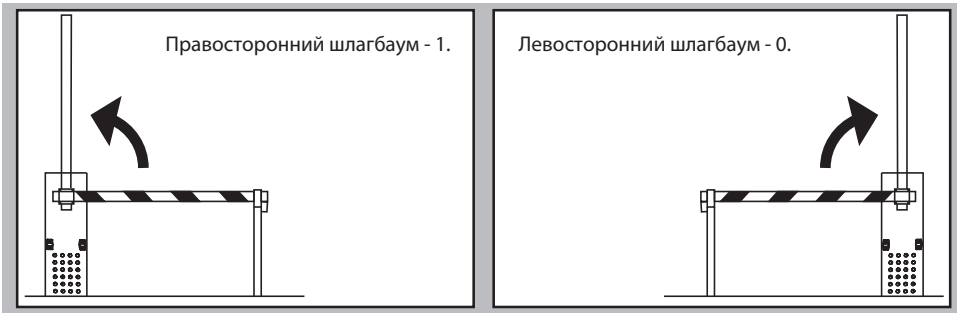 Правосторонний шлагбаум - 1.
Левосторонний шлагбаум - 0.